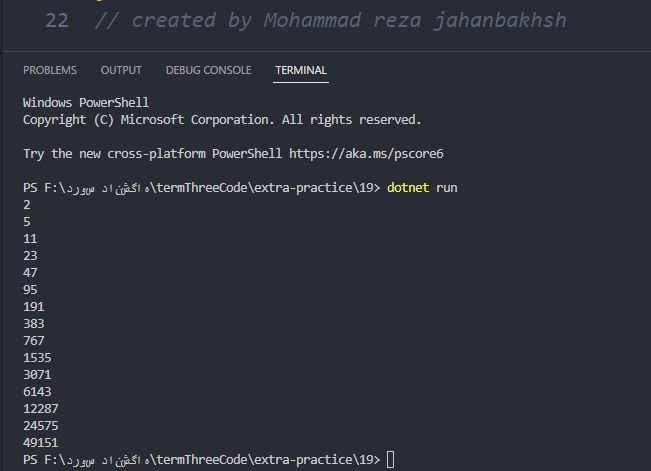 22 // created by Mohammad reza jahanbakhsh
PROBLEMS OUTPUT DEBUG CONSOLE TERMINAL
Windows PowerShell
Copyright (C) Microsoft Corporation. All rights reserved.
Try the new cross-platform PowerShell https://aka.ms/pscore6
PS F:\دروس دانشگاه\termThreeCode\extra-practice\19> dotnet run
2
5
11
23
47
95
191
383
767
1535
3071
6143
12287
24575
49151
PS F:\دروس دانشگاه\termThreeCode\extra-practice\19>